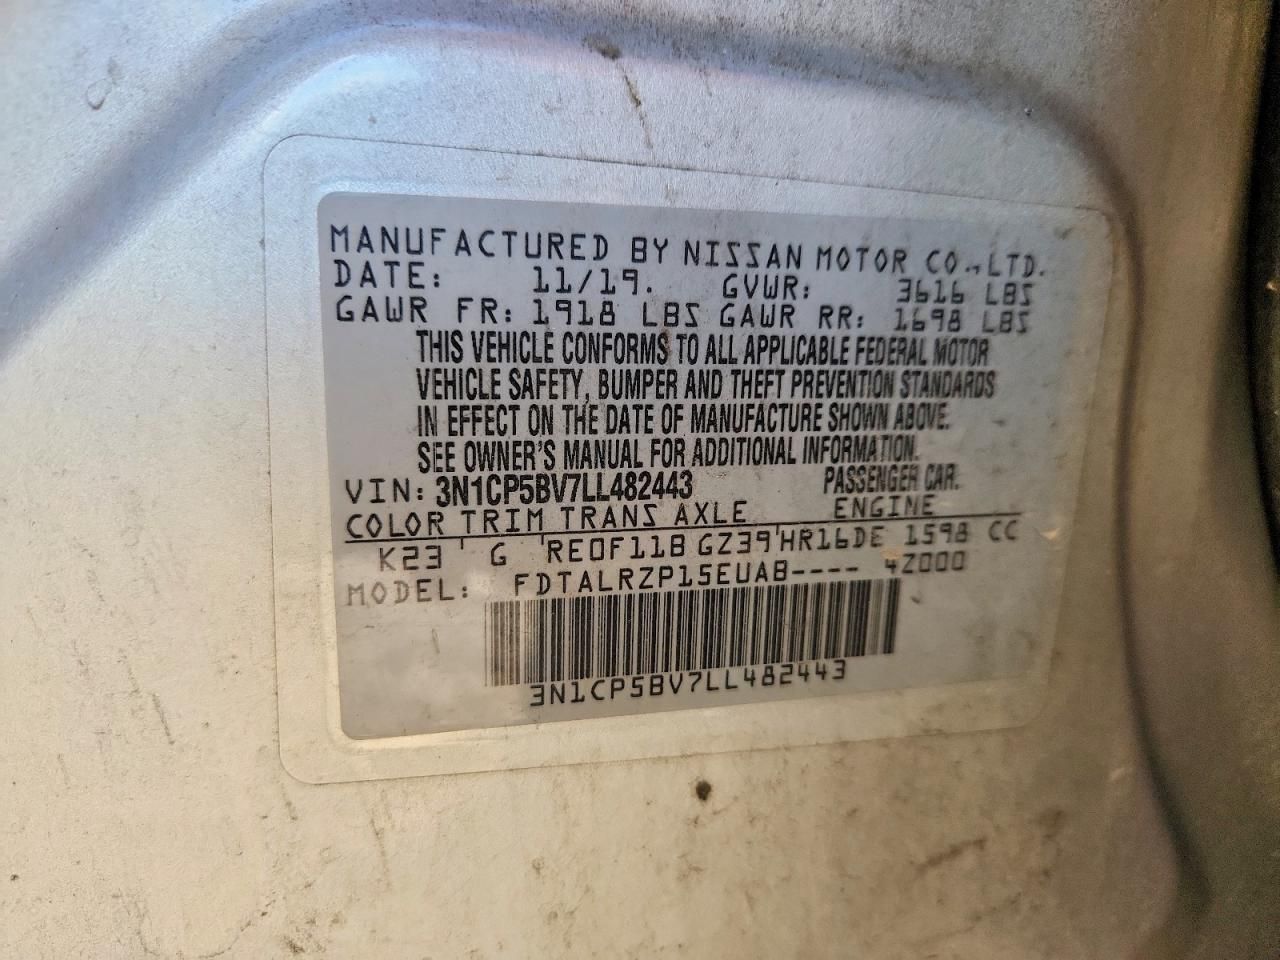 MANUFACTURED BY NISSAN MOTOR CO., LTD.
DATE: 11/19. GVWR: 3616 LBS
GAWR FR: 1918 LBS GAWR RR: 1698 LBS
THIS VEHICLE CONFORMS TO ALL APPLICABLE FEDERAL MOTOR
VEHICLE SAFETY, BUMPER AND THEFT PREVENTION STANDARDS
IN EFFECT ON THE DATE OF MANUFACTURE SHOWN ABOVE.
SEE OWNER'S MANUAL FOR ADDITIONAL INFORMATION.
VIN: 3N1CP5BV7LL482443 PASSENGER CAR.
COLOR TRIM TRANS AXLE ENGINE
K23 ' G ' RE0F11B GZ39 ' HR16DE 1598 CC
MODEL: FDTALRZP15EUAB---- 4Z000
3N1CP5BV7LL482443